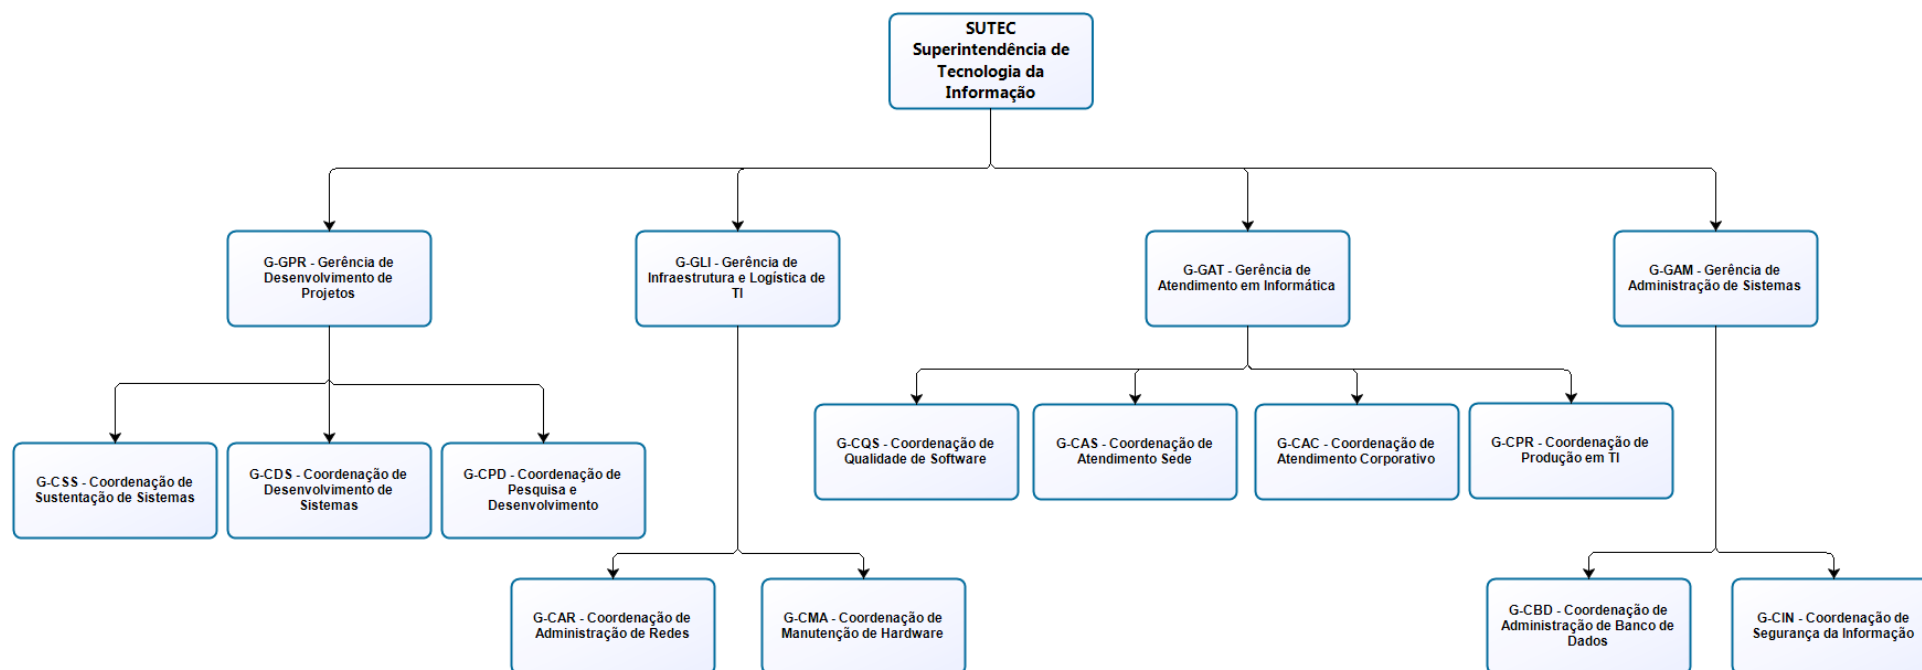 SUTEC
Superintendência de
Tecnologia da
Informação
G-GPR - Gerência de
Desenvolvimento de
Projetos
G-GLI - Gerência de
Infraestrutura e Logística de
TI
G-GAT - Gerência de
Atendimento em Informática
G-GAM - Gerência de
Administração de Sistemas
G-CSS - Coordenação de
Sustentação de Sistemas
G-CDS - Coordenação de
Desenvolvimento de
Sistemas
G-CPD - Coordenação de
Pesquisa e
Desenvolvimento
G-CQS - Coordenação de
Qualidade de Software
G-CAS - Coordenação de
Atendimento Sede
G-CAC - Coordenação de
Atendimento Corporativo
G-CPR - Coordenação de
Produção em TI
G-CAR - Coordenação de
Administração de Redes
G-CMA - Coordenação de
Manutenção de Hardware
G-CBD - Coordenação de
Administração de Banco de
Dados
G-CIN - Coordenação de
Segurança da Informação